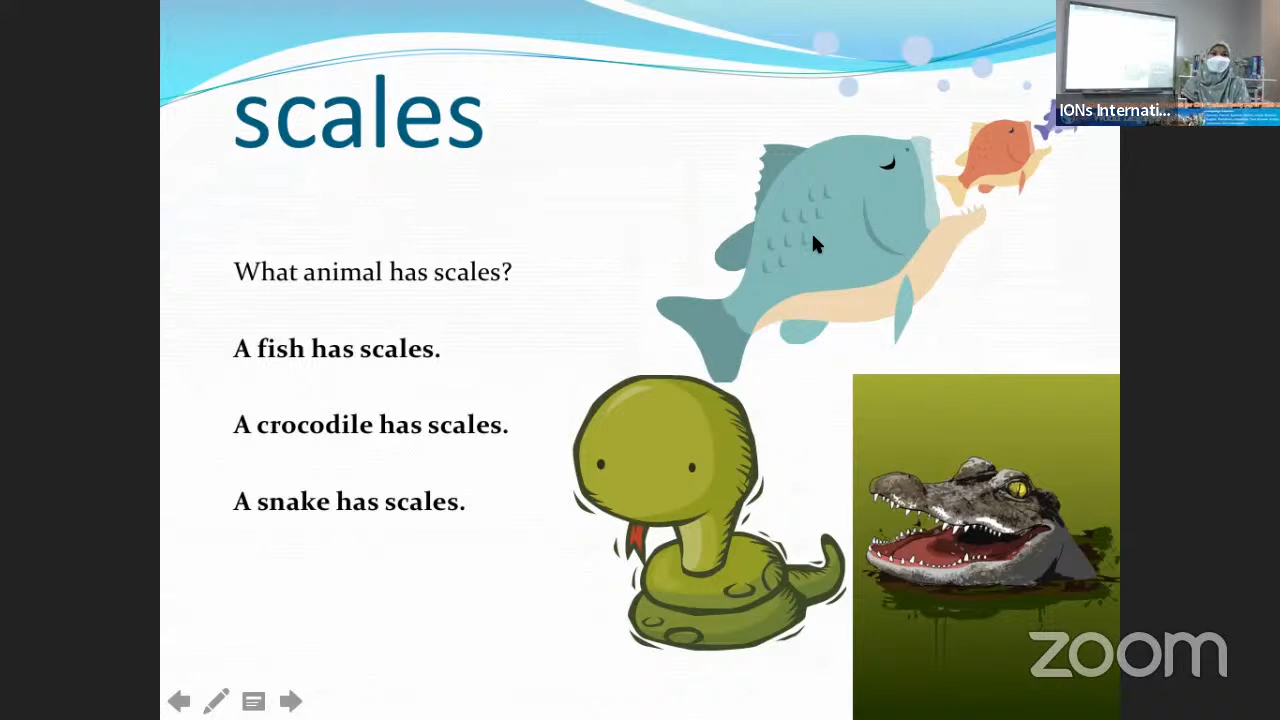 scales
IONs Internati...
What animal has scales?
A fish has scales.
A crocodile has scales.
A snake has scales.
zoom